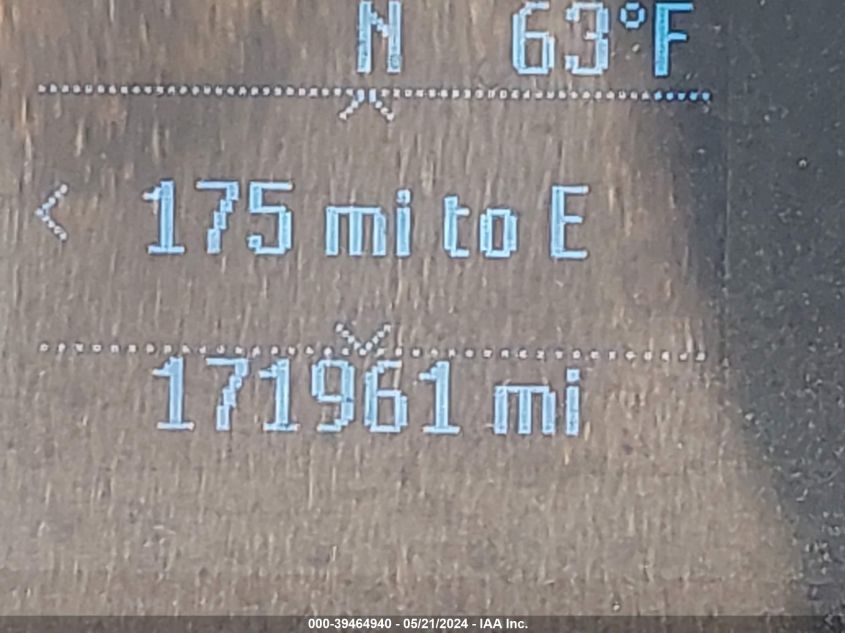 N 63°F
175 mi to E
171961 mi
000-39464940 - 05/21/2024 - IAA Inc.